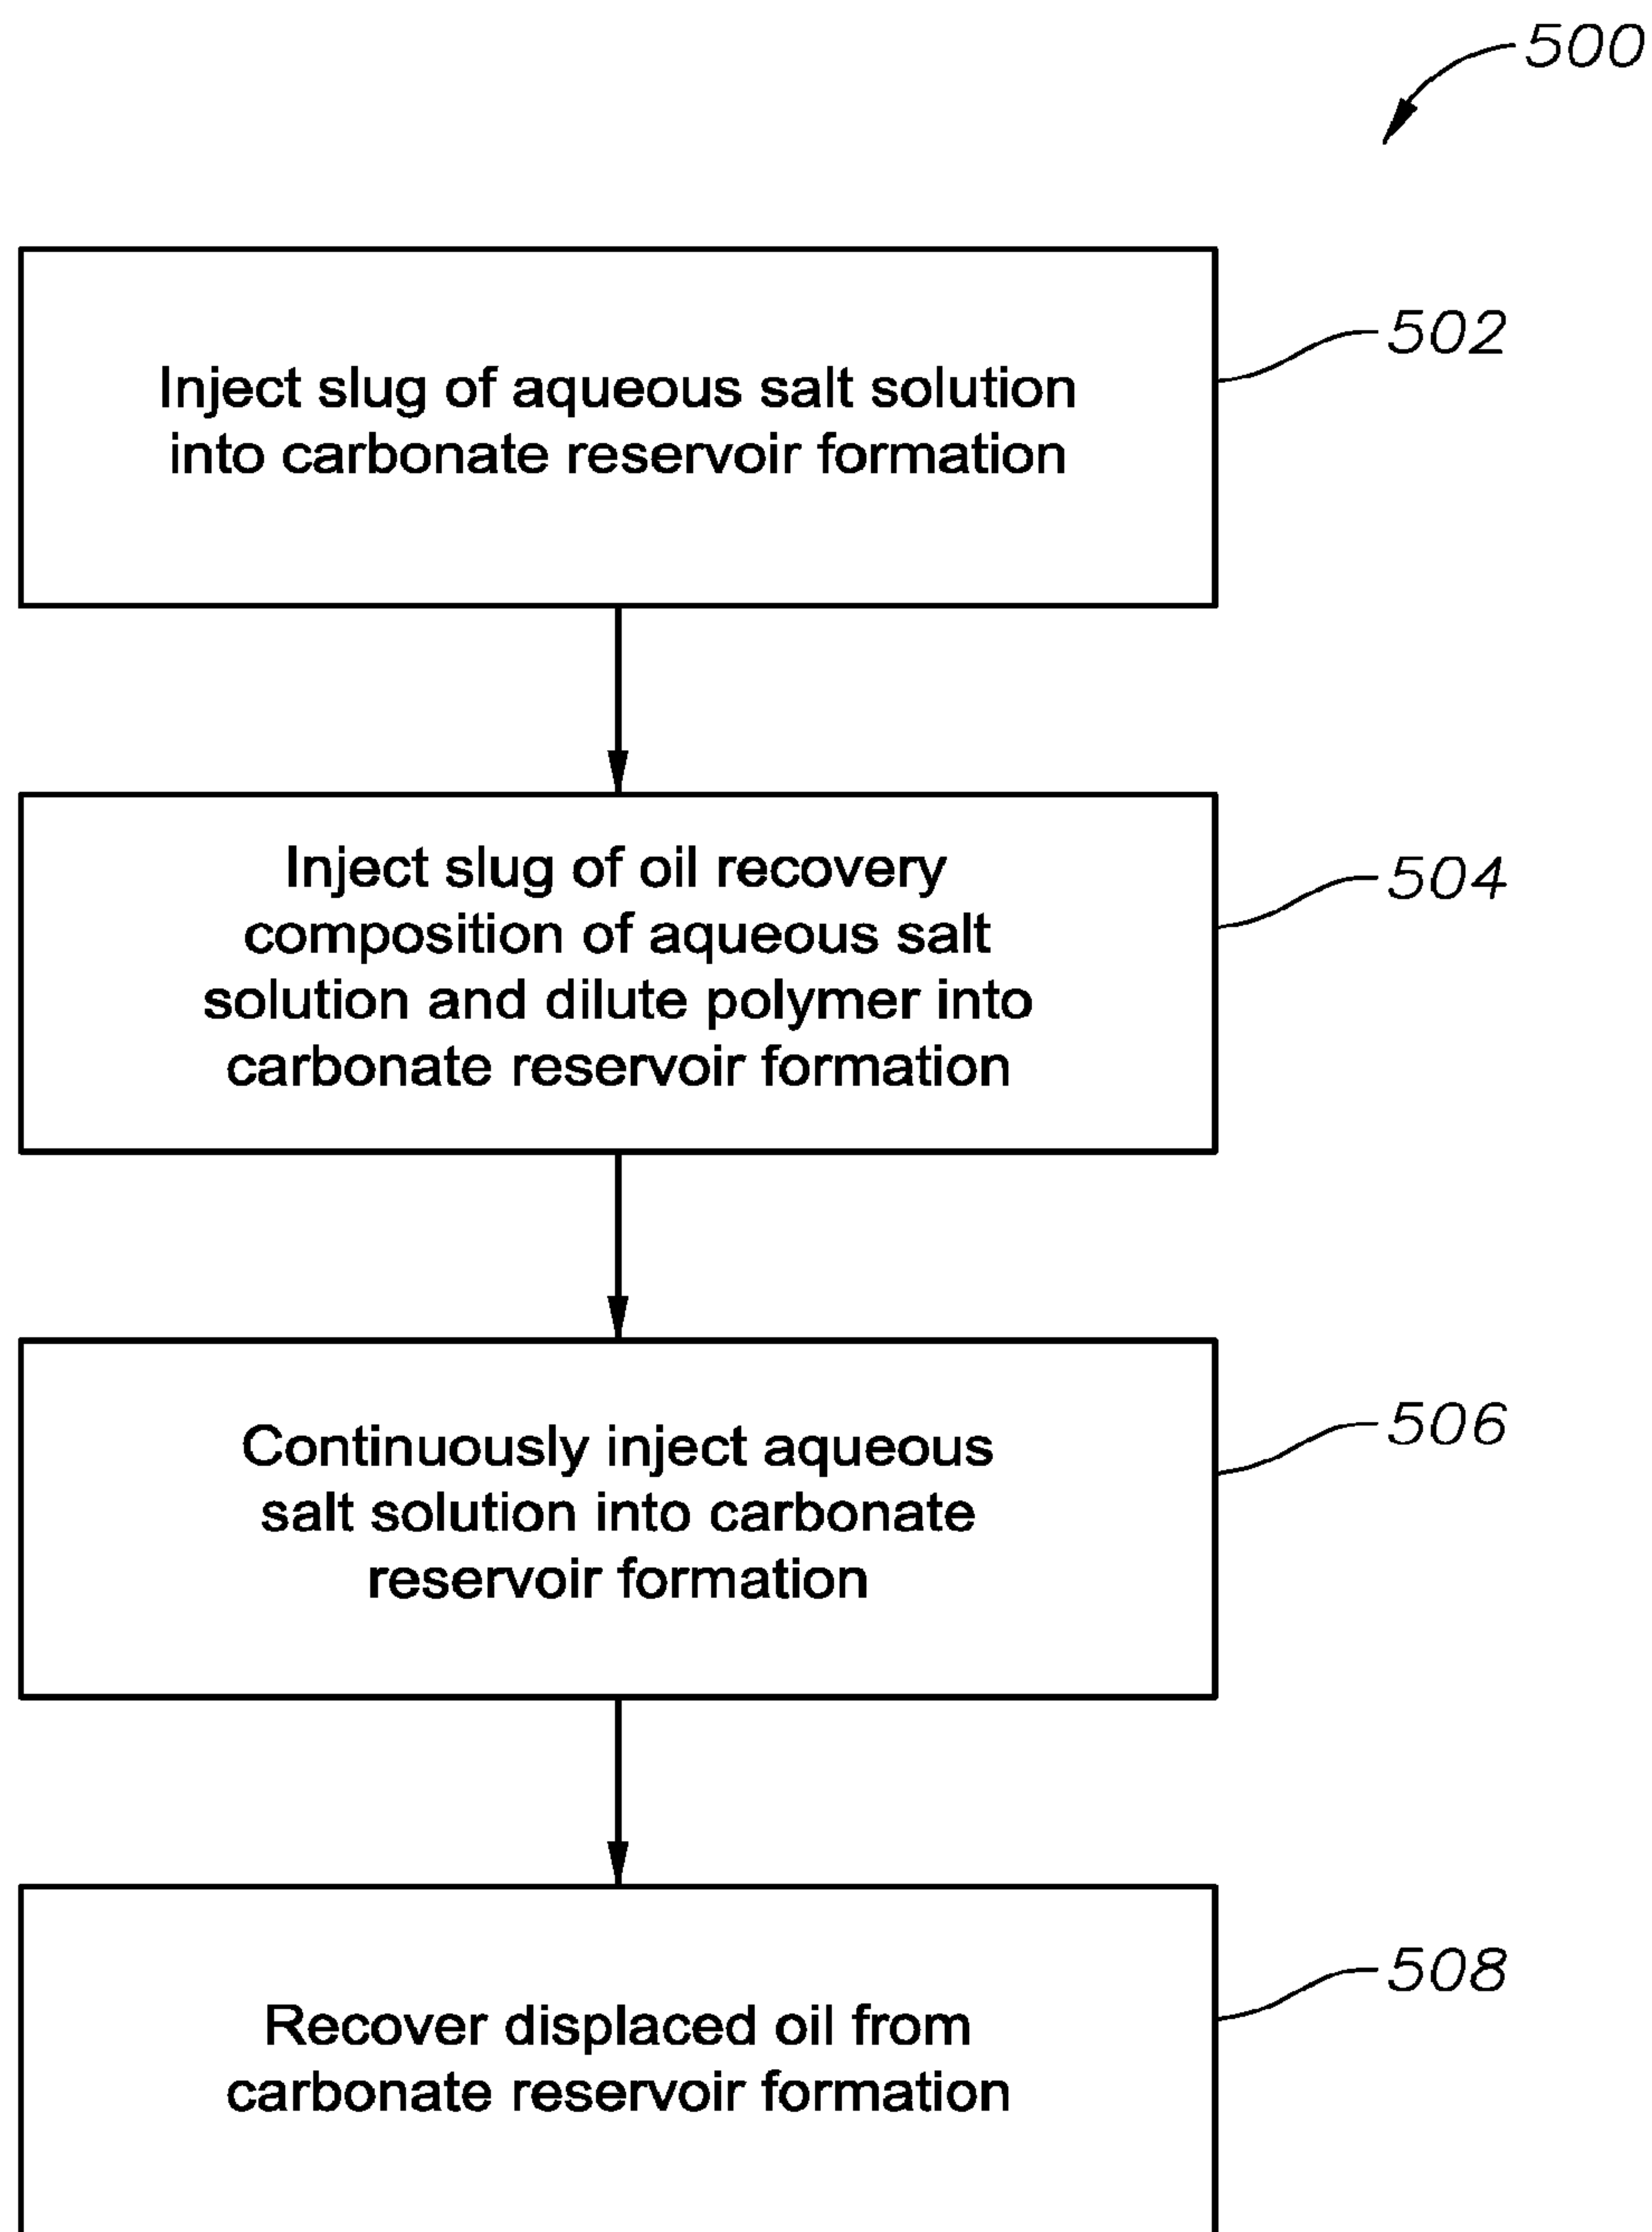 500
Inject slug of aqueous salt solution
into carbonate reservoir formation
502
Inject slug of oil recovery
composition of aqueous salt
solution and dilute polymer into
carbonate reservoir formation
504
Continuously inject aqueous
salt solution into carbonate
reservoir formation
506
Recover displaced oil from
carbonate reservoir formation
508